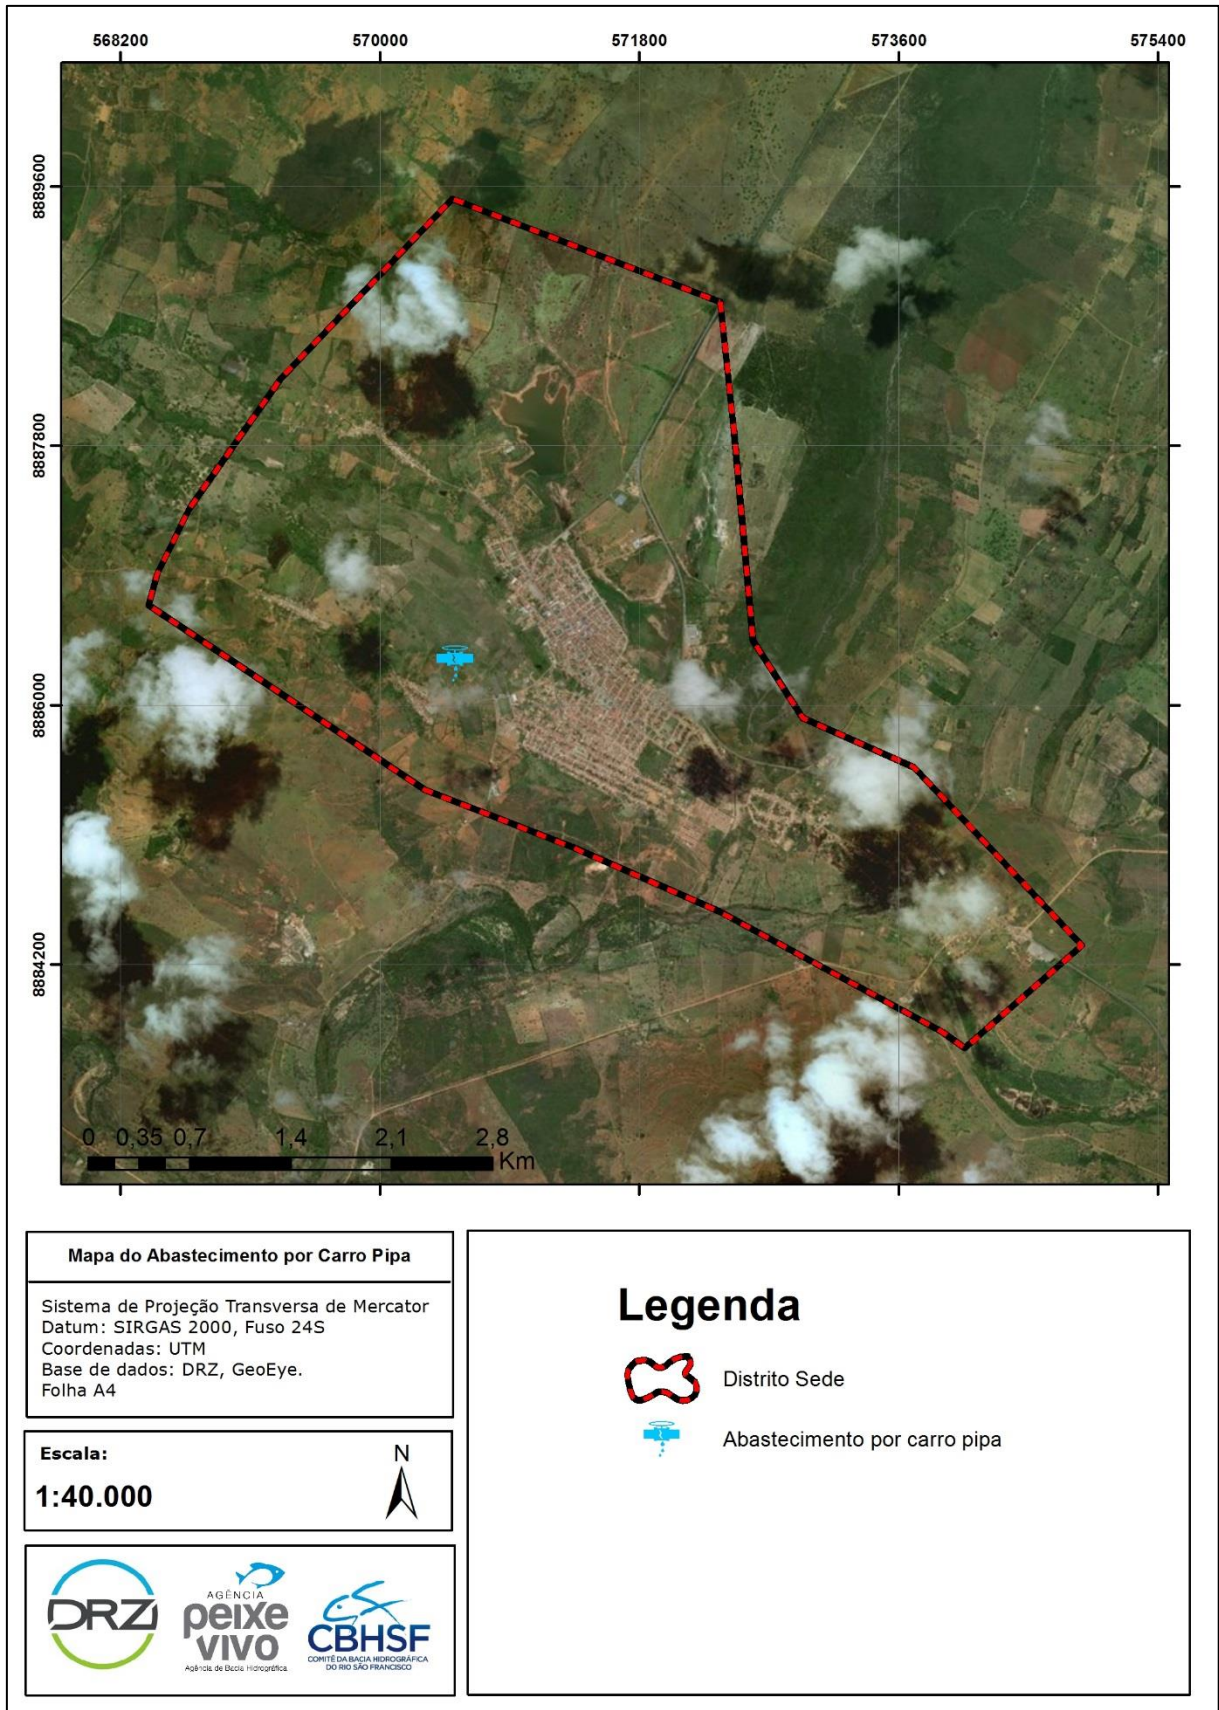 568200 570000 571800 573600 575400
8889600
8887800
8886000
8884200
0 0,35 0,7 1,4 2,1 2,8
Km
Mapa do Abastecimento por Carro Pipa
Sistema de Projeção Transversa de Mercator
Datum: SIRGAS 2000, Fuso 24S
Coordenadas: UTM
Base de dados: DRZ, GeoEye.
Folha A4
Escala:
1:40.000
N
Legenda
Distrito Sede
Abastecimento por carro pipa
DRZ
AGÊNCIA
peixe
vivo
Agência de Bacia Hidrográfica
CBHSF
COMITÊ DA BACIA HIDROGRÁFICA
DO RIO SÃO FRANCISCO